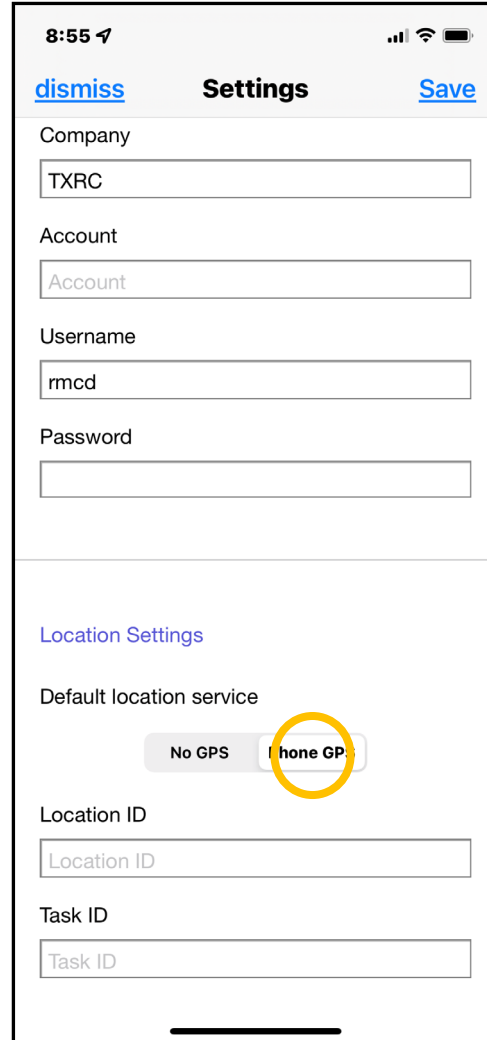 8:55
dismiss Settings Save
Company
TXRC
Account
Account
Username
rmcd
Password
Location Settings
Default location service
No GPS Phone GPS
Location ID
Location ID
Task ID
Task ID